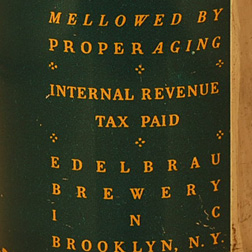 MELLOWED BY
PROPER AGING
INTERNAL REVENUE
TAX PAID
EDELBRAU
BREWERY
INC
BROOKLYN, N.Y.